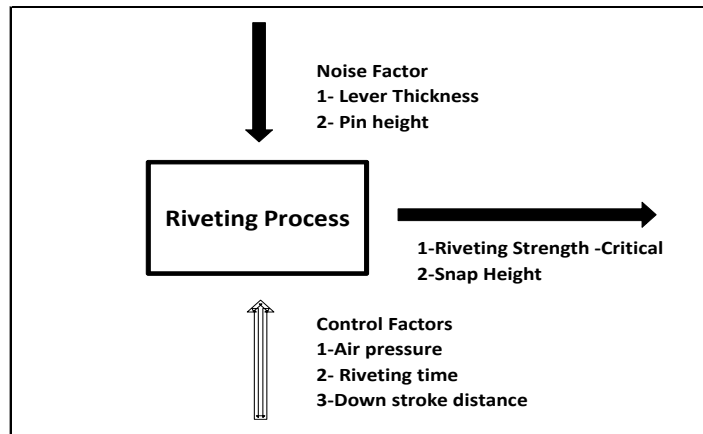 Noise Factor
1- Lever Thickness
2- Pin height
Riveting Process
1-Riveting Strength -Critical
2-Snap Height
Control Factors
1-Air pressure
2- Riveting time
3-Down stroke distance